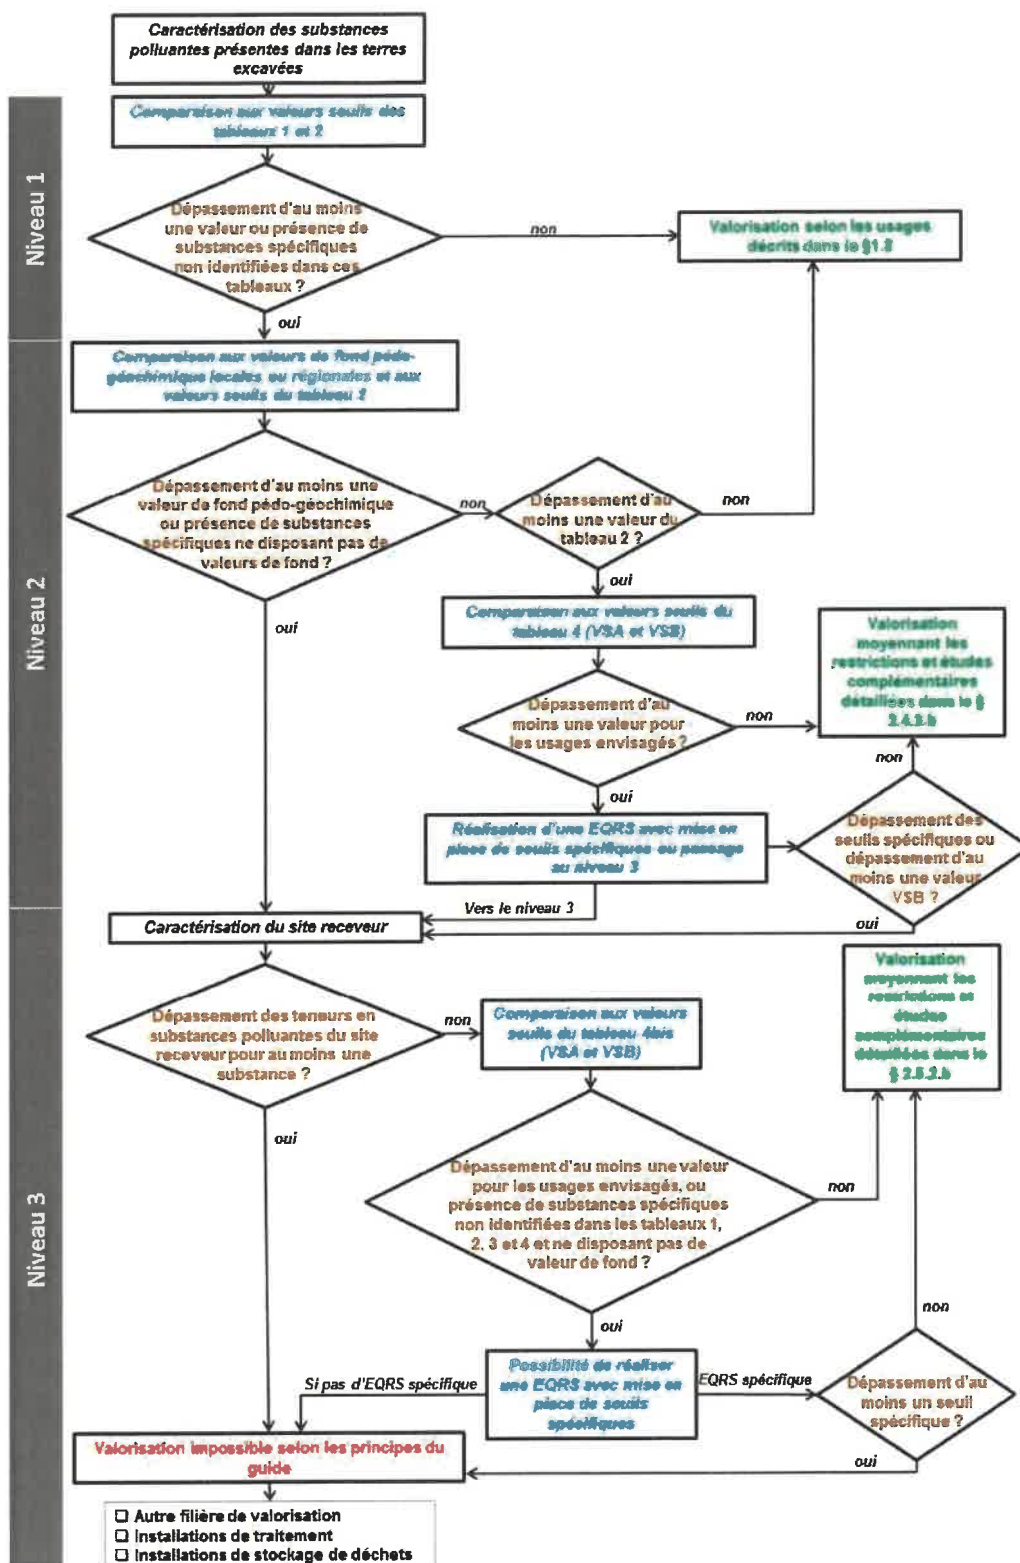 Caractérisation des substances
polluantes présentes dans les terres
excavées
Niveau 1
Comparaison aux valeurs seuils des
tableaux 1 et 2
Dépassement d'au moins
une valeur ou présence de
substances spécifiques
non identifiées dans ces
tableaux ?
non
Valorisation selon les usages
décrits dans le §1.8
oui
Niveau 2
Comparaison aux valeurs de fond pédo-
géochimique locales ou régionales et aux
valeurs seuils du tableau 2
Dépassement d'au moins une
valeur de fond pédo-géochimique
ou présence de substances
spécifiques ne disposant pas de
valeurs de fond ?
non
Dépassement d'au
moins une valeur du
tableau 2 ?
non
oui
oui
Comparaison aux valeurs seuils du
tableau 4 (VSA et VSB)
Valorisation
moyennant les
restrictions et études
complémentaires
détaillées dans le §
2.4.2.b
Dépassement d'au
moins une valeur pour
les usages envisagés ?
non
non
oui
Réalisation d'une EQRS avec mise en
place de seuils spécifiques ou passage
au niveau 3
Dépassement des
seuils spécifiques ou
dépassement d'au
moins une valeur
VSB ?
Vers le niveau 3
oui
Niveau 3
Caractérisation du site receveur
Dépassement des teneurs en
substances polluantes du site
receveur pour au moins une
substance ?
non
Comparaison aux valeurs
seuils du tableau 4bis
(VSA et VSB)
Valorisation
moyennant les
restrictions et
études
complémentaires
détaillées dans le
§ 2.5.2.b
oui
Dépassement d'au moins une valeur
pour les usages envisagés, ou
présence de substances spécifiques
non identifiées dans les tableaux 1,
2, 3 et 4 et ne disposant pas de
valeur de fond ?
non
oui
non
Si pas d'EQRS spécifique
Possibilité de réaliser
une EQRS avec mise en
place de seuils
spécifiques
EQRS spécifique
Dépassement d'au
moins un seuil
spécifique ?
oui
Valorisation impossible selon les principes du
guide
❑ Autre filière de valorisation
❑ Installations de traitement
❑ Installations de stockage de déchets